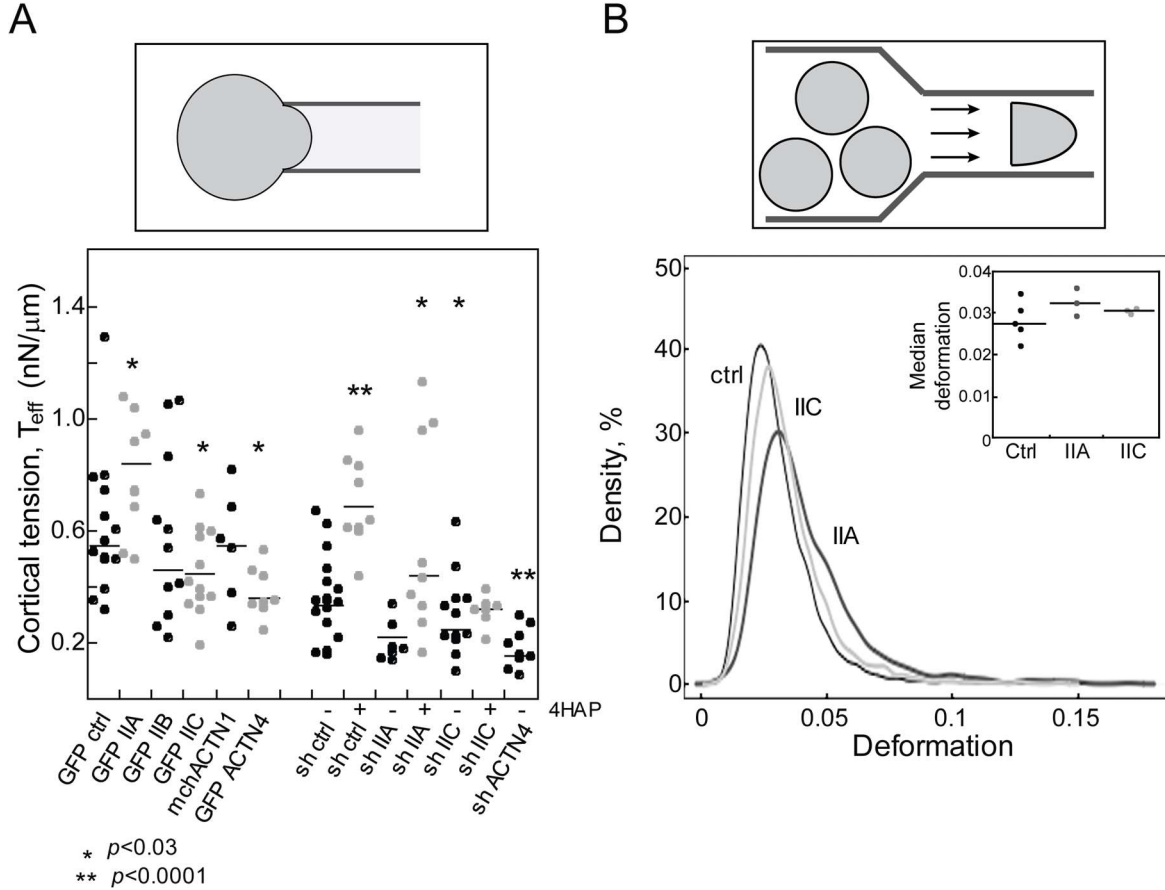 A
Cortical tension, Teff (nN/μm)
1.4
1.0
0.6
0.2
*
*
*
**
*
*
**
GFP ctrl
GFP IIA
GFP IIB
GFP IIC
mchACTN1
GFP ACTN4
sh ctrl -
sh ctrl +
sh IIA -
sh IIA +
sh IIC -
sh IIC +
sh ACTN4 -
4HAP
* p<0.03
** p<0.0001
B
Density, %
50
40
30
20
10
0
ctrl
IIC
IIA
0
0.05
0.1
0.15
Deformation
Median
deformation
0.04
0.03
0.02
0.01
0
Ctrl
IIA
IIC